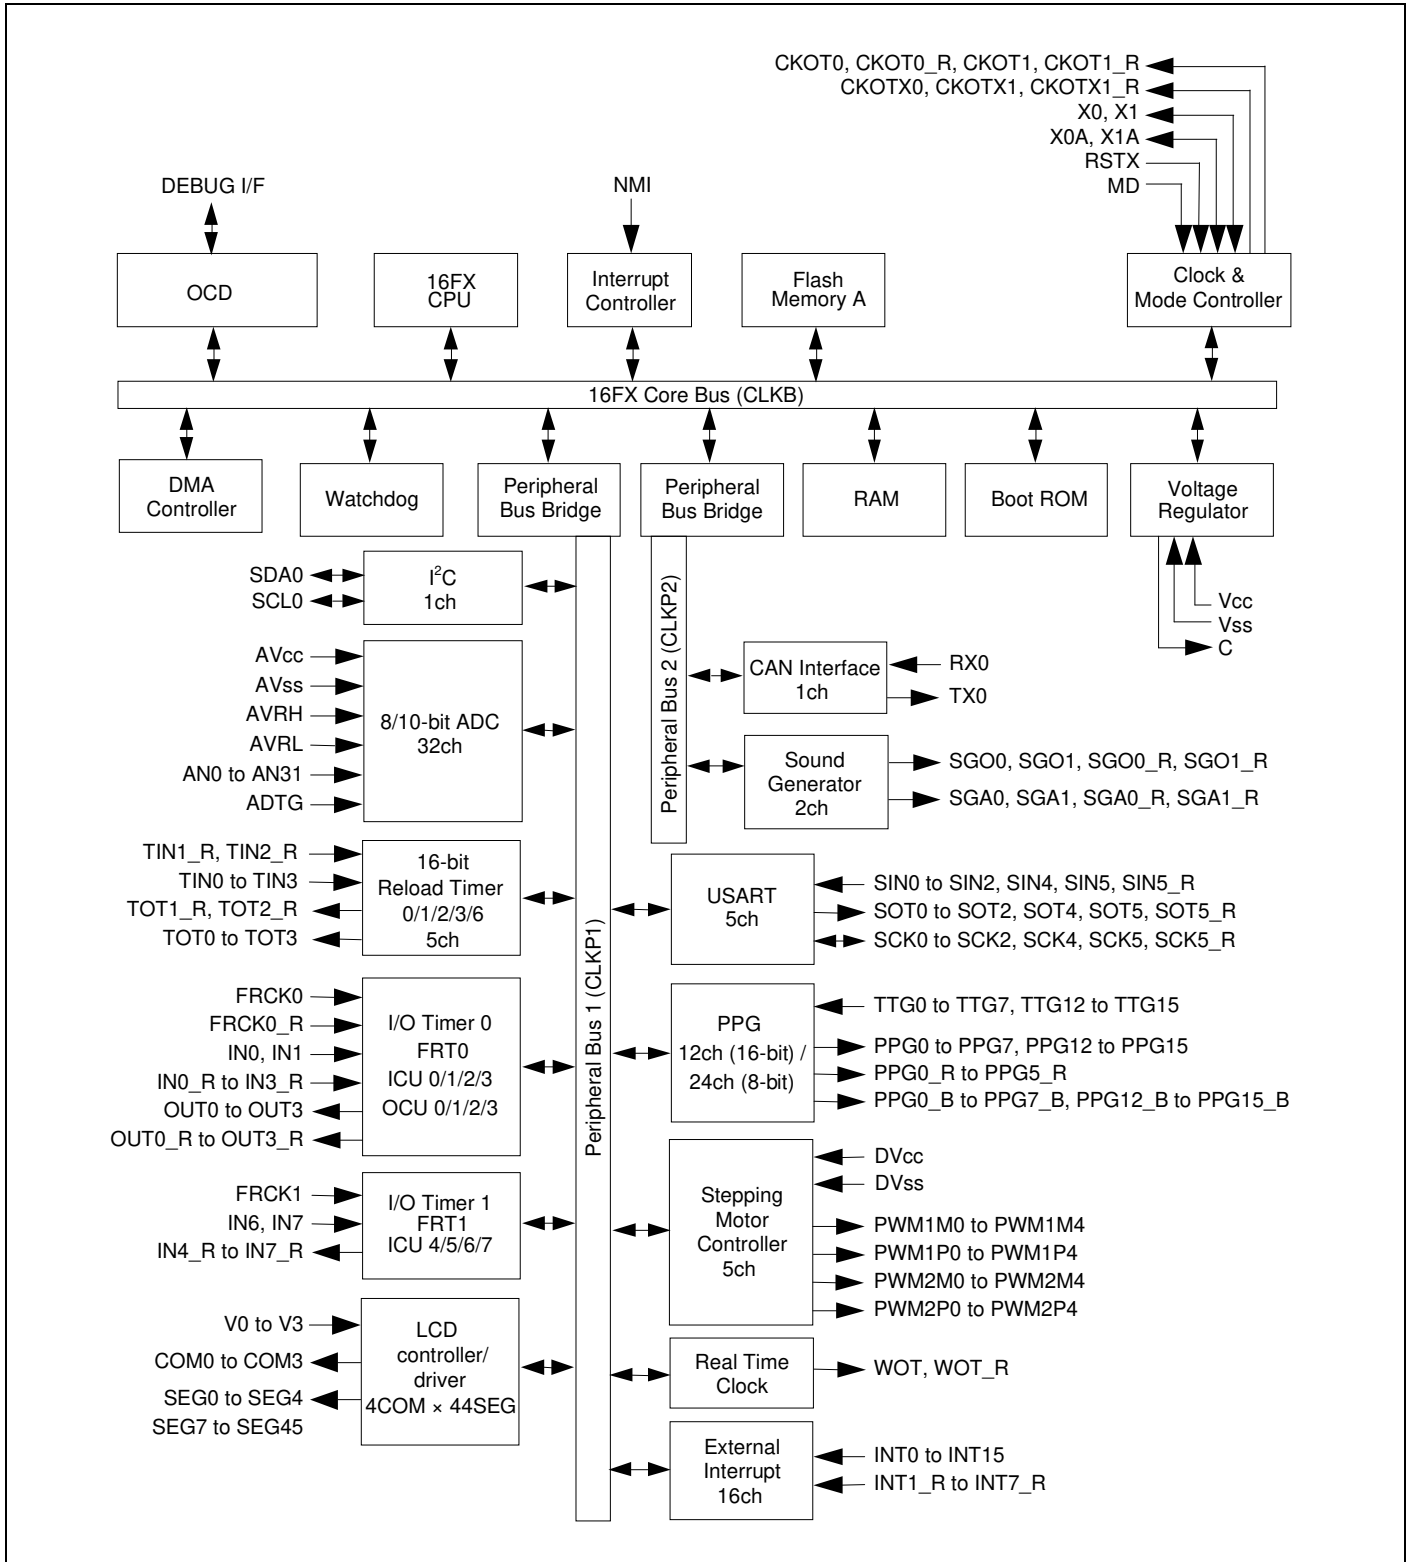 CKOT0, CKOT0_R, CKOT1, CKOT1_R
CKOTX0, CKOTX1, CKOTX1_R
X0, X1
X0A, X1A
RSTX
MD
DEBUG I/F
NMI
OCD
16FX
CPU
Interrupt
Controller
Flash
Memory A
Clock &
Mode Controller
16FX Core Bus (CLKB)
DMA
Controller
Watchdog
Peripheral
Bus Bridge
Peripheral
Bus Bridge
RAM
Boot ROM
Voltage
Regulator
Vcc
Vss
C
Peripheral Bus 1 (CLKP1)
Peripheral Bus 2 (CLKP2)
SDA0
SCL0
I²C
1ch
AVcc
AVss
AVRH
AVRL
AN0 to AN31
ADTG
8/10-bit ADC
32ch
TIN1_R, TIN2_R
TIN0 to TIN3
TOT1_R, TOT2_R
TOT0 to TOT3
16-bit
Reload Timer
0/1/2/3/6
5ch
FRCK0
FRCK0_R
IN0, IN1
IN0_R to IN3_R
OUT0 to OUT3
OUT0_R to OUT3_R
I/O Timer 0
FRT0
ICU 0/1/2/3
OCU 0/1/2/3
FRCK1
IN6, IN7
IN4_R to IN7_R
I/O Timer 1
FRT1
ICU 4/5/6/7
V0 to V3
COM0 to COM3
SEG0 to SEG4
SEG7 to SEG45
LCD
controller/
driver
4COM × 44SEG
CAN Interface
1ch
RX0
TX0
Sound
Generator
2ch
SGO0, SGO1, SGO0_R, SGO1_R
SGA0, SGA1, SGA0_R, SGA1_R
USART
5ch
SIN0 to SIN2, SIN4, SIN5, SIN5_R
SOT0 to SOT2, SOT4, SOT5, SOT5_R
SCK0 to SCK2, SCK4, SCK5, SCK5_R
PPG
12ch (16-bit) /
24ch (8-bit)
TTG0 to TTG7, TTG12 to TTG15
PPG0 to PPG7, PPG12 to PPG15
PPG0_R to PPG5_R
PPG0_B to PPG7_B, PPG12_B to PPG15_B
Stepping
Motor
Controller
5ch
DVcc
DVss
PWM1M0 to PWM1M4
PWM1P0 to PWM1P4
PWM2M0 to PWM2M4
PWM2P0 to PWM2P4
Real Time
Clock
WOT, WOT_R
External
Interrupt
16ch
INT0 to INT15
INT1_R to INT7_R